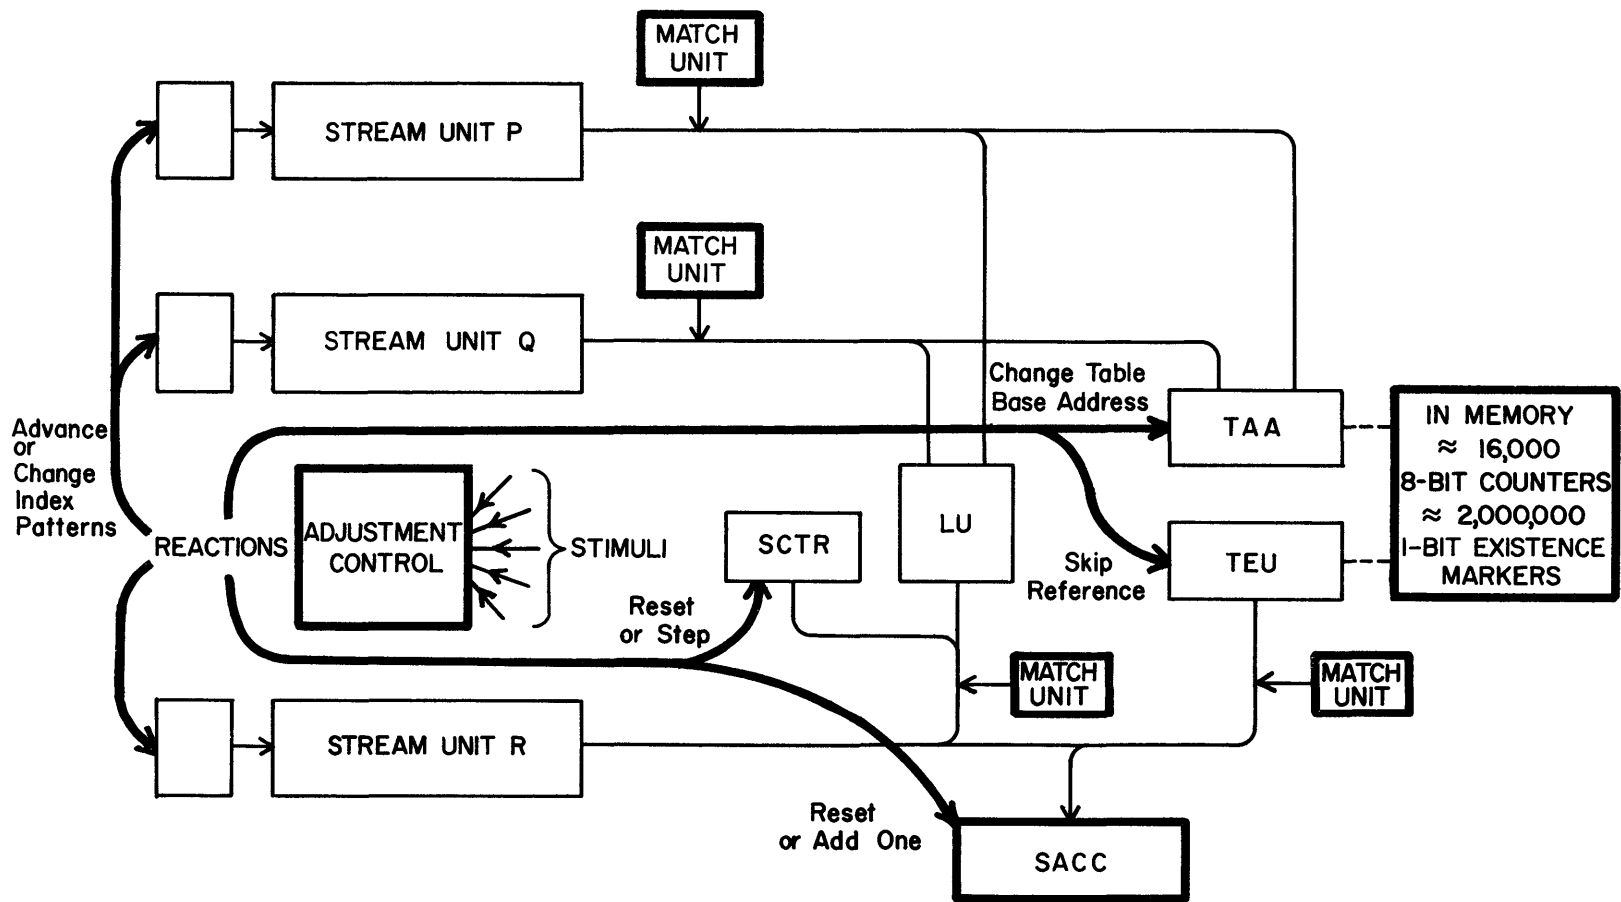 MATCH
UNIT
STREAM UNIT P
MATCH
UNIT
STREAM UNIT Q
Change Table
Base Address
TAA
IN MEMORY
≈ 16,000
8-BIT COUNTERS
≈ 2,000,000
1-BIT EXISTENCE
MARKERS
Advance
or
Change
Index
Patterns
REACTIONS
ADJUSTMENT
CONTROL
STIMULI
SCTR
LU
Skip
Reference
TEU
Reset
or Step
MATCH
UNIT
MATCH
UNIT
STREAM UNIT R
Reset
or Add One
SACC